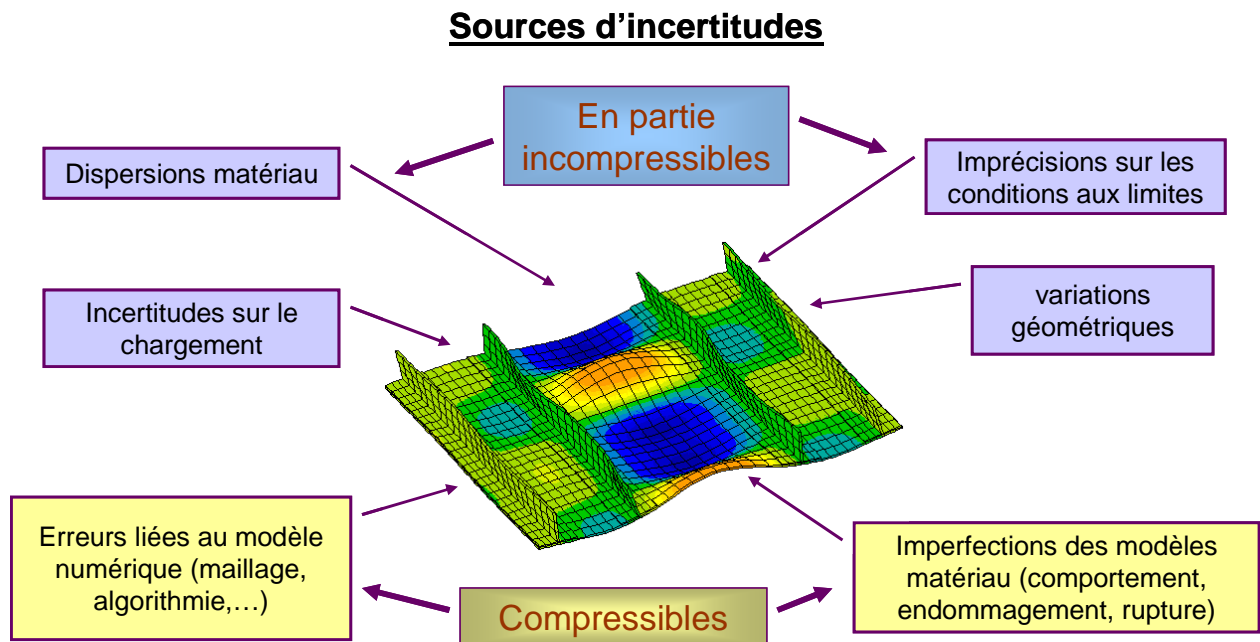 Sources d'incertitudes
En partie
incompressibles
Dispersions matériau
Imprécisions sur les
conditions aux limites
Incertitudes sur le
chargement
variations
géométriques
Erreurs liées au modèle
numérique (maillage,
algorithmie,...)
Imperfections des modèles
matériau (comportement,
endommagement, rupture)
Compressibles